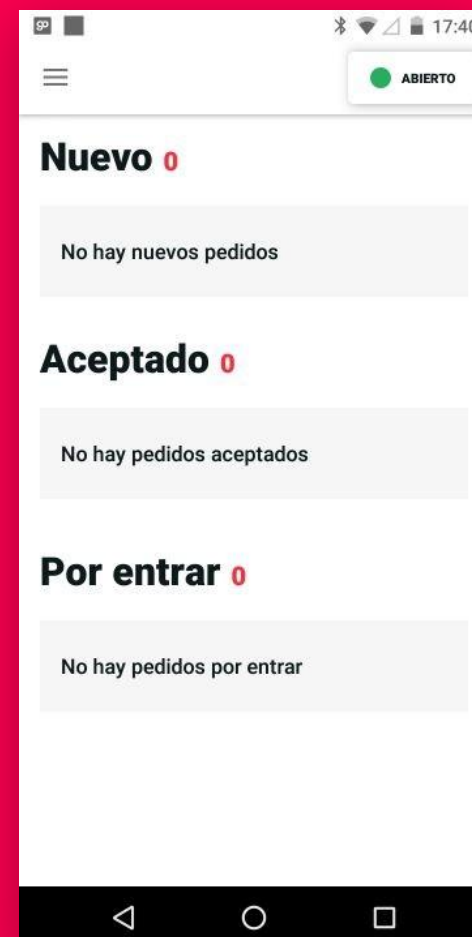 17:40
ABIERTO
Nuevo 0
No hay nuevos pedidos
Aceptado 0
No hay pedidos aceptados
Por entrar 0
No hay pedidos por entrar